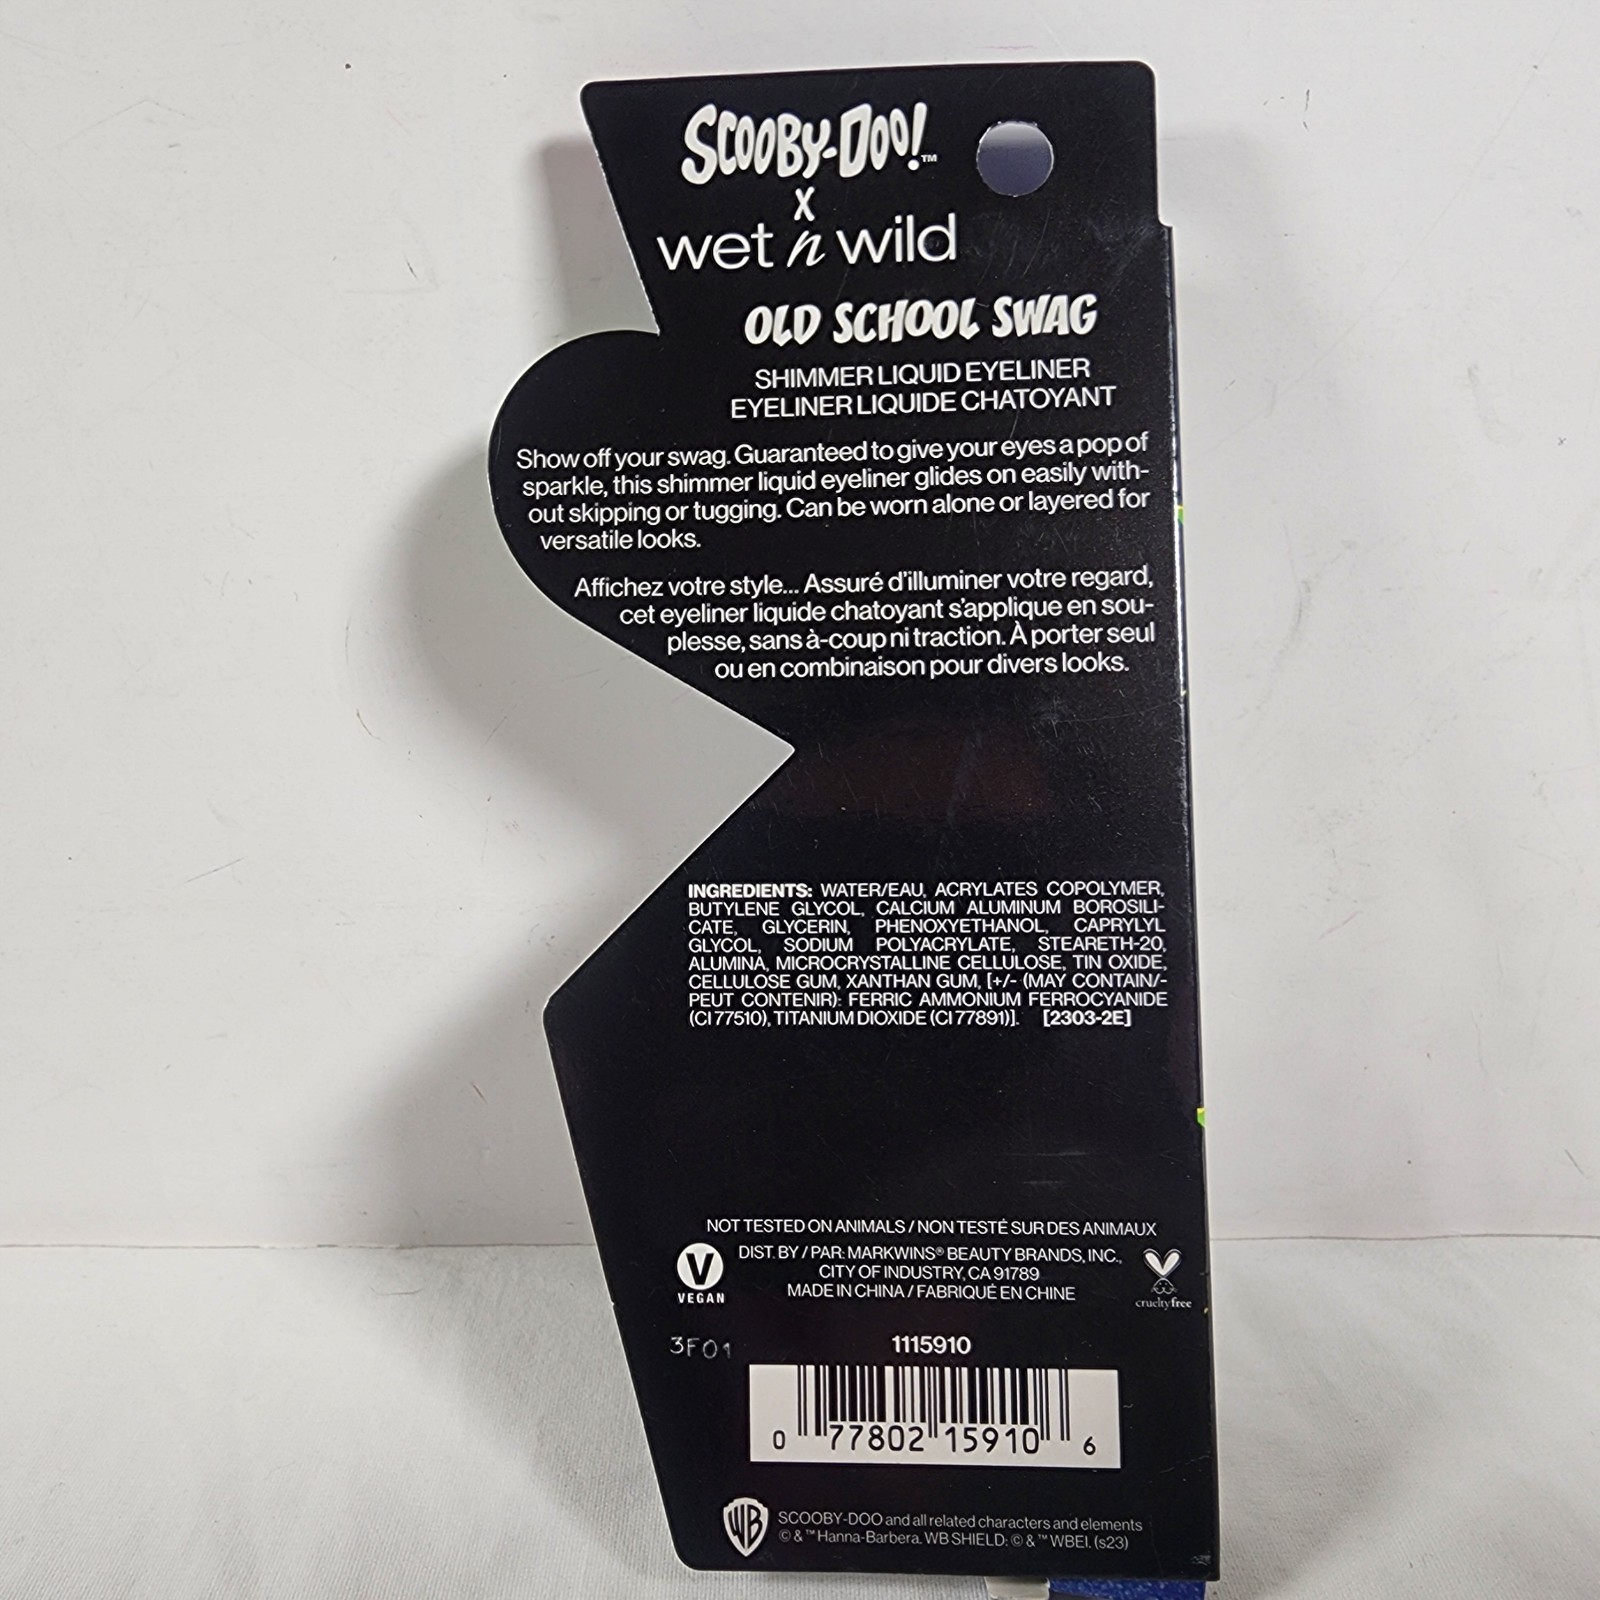 SCOOBY-DOO!™
X
wet n wild
OLD SCHOOL SWAG
SHIMMER LIQUID EYELINER
EYELINER LIQUIDE CHATOYANT
Show off your swag. Guaranteed to give your eyes a pop of
sparkle, this shimmer liquid eyeliner glides on easily with-
out skipping or tugging. Can be worn alone or layered for
versatile looks.
Affichez votre style... Assuré d'illuminer votre regard,
cet eyeliner liquide chatoyant s'applique en sou-
plesse, sans à-coup ni traction. À porter seul
ou en combinaison pour divers looks.
INGREDIENTS: WATER/EAU, ACRYLATES COPOLYMER,
BUTYLENE GLYCOL, CALCIUM ALUMINUM BOROSILI-
CATE, GLYCERIN, PHENOXYETHANOL, CAPRYLYL
GLYCOL, SODIUM POLYACRYLATE, STEARETH-20,
ALUMINA, MICROCRYSTALLINE CELLULOSE, TIN OXIDE,
CELLULOSE GUM, XANTHAN GUM, [+/- (MAY CONTAIN/-
PEUT CONTENIR): FERRIC AMMONIUM FERROCYANIDE
(CI 77510), TITANIUM DIOXIDE (CI 77891)]. [2303-2E]
NOT TESTED ON ANIMALS / NON TESTÉ SUR DES ANIMAUX
V
VEGAN
DIST. BY / PAR: MARKWINS® BEAUTY BRANDS, INC.,
CITY OF INDUSTRY, CA 91789
MADE IN CHINA / FABRIQUÉ EN CHINE
crueltyfree
3F01
1115910
0 77802 15910 6
WB
SCOOBY-DOO and all related characters and elements
© & ™ Hanna-Barbera. WB SHIELD: © & ™ WBEI. (s23)